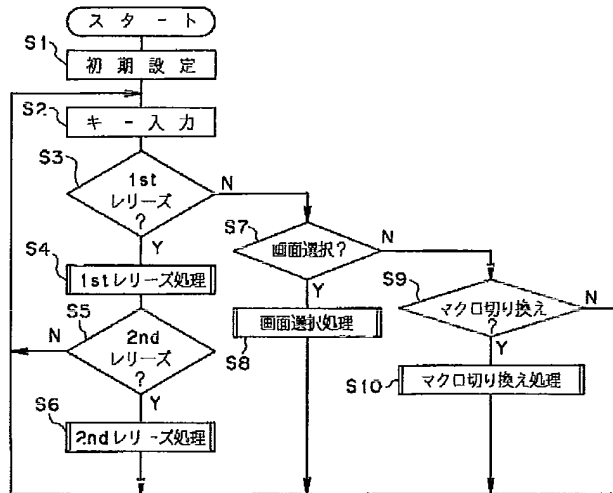 スタート
S1
初期設定
S2
キー入力
S3
1st
レリーズ
?
N
Y
S4
1stレリーズ処理
S5
2nd
レリーズ
?
N
Y
S6
2ndレリーズ処理
S7
画面選択?
N
Y
画面選択処理
S8
S9
マクロ切り換え
?
N
Y
S10
マクロ切り換え処理